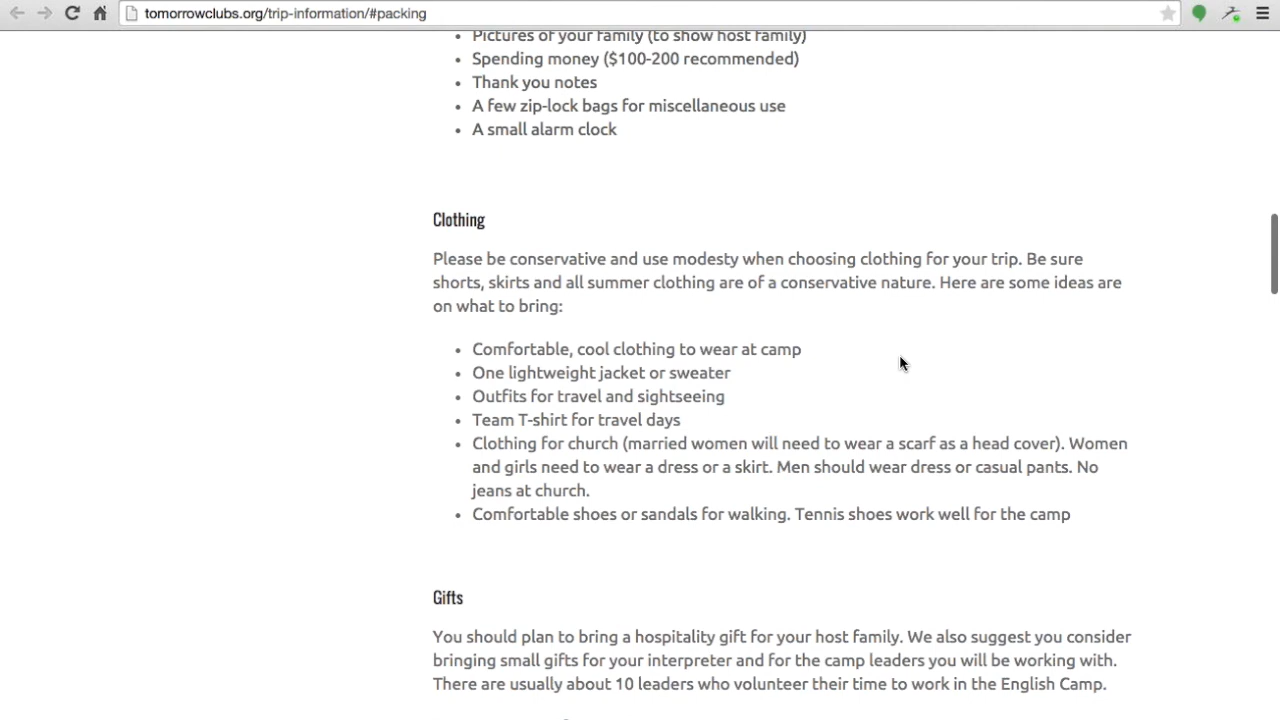 tomorrowclubs.org/trip-information/#packing
• Pictures of your family (to show host family)
• Spending money ($100-200 recommended)
• Thank you notes
• A few zip-lock bags for miscellaneous use
• A small alarm clock
Clothing
Please be conservative and use modesty when choosing clothing for your trip. Be sure
shorts, skirts and all summer clothing are of a conservative nature. Here are some ideas are
on what to bring:
• Comfortable, cool clothing to wear at camp
• One lightweight jacket or sweater
• Outfits for travel and sightseeing
• Team T-shirt for travel days
• Clothing for church (married women will need to wear a scarf as a head cover). Women
and girls need to wear a dress or a skirt. Men should wear dress or casual pants. No
jeans at church.
• Comfortable shoes or sandals for walking. Tennis shoes work well for the camp
Gifts
You should plan to bring a hospitality gift for your host family. We also suggest you consider
bringing small gifts for your interpreter and for the camp leaders you will be working with.
There are usually about 10 leaders who volunteer their time to work in the English Camp.